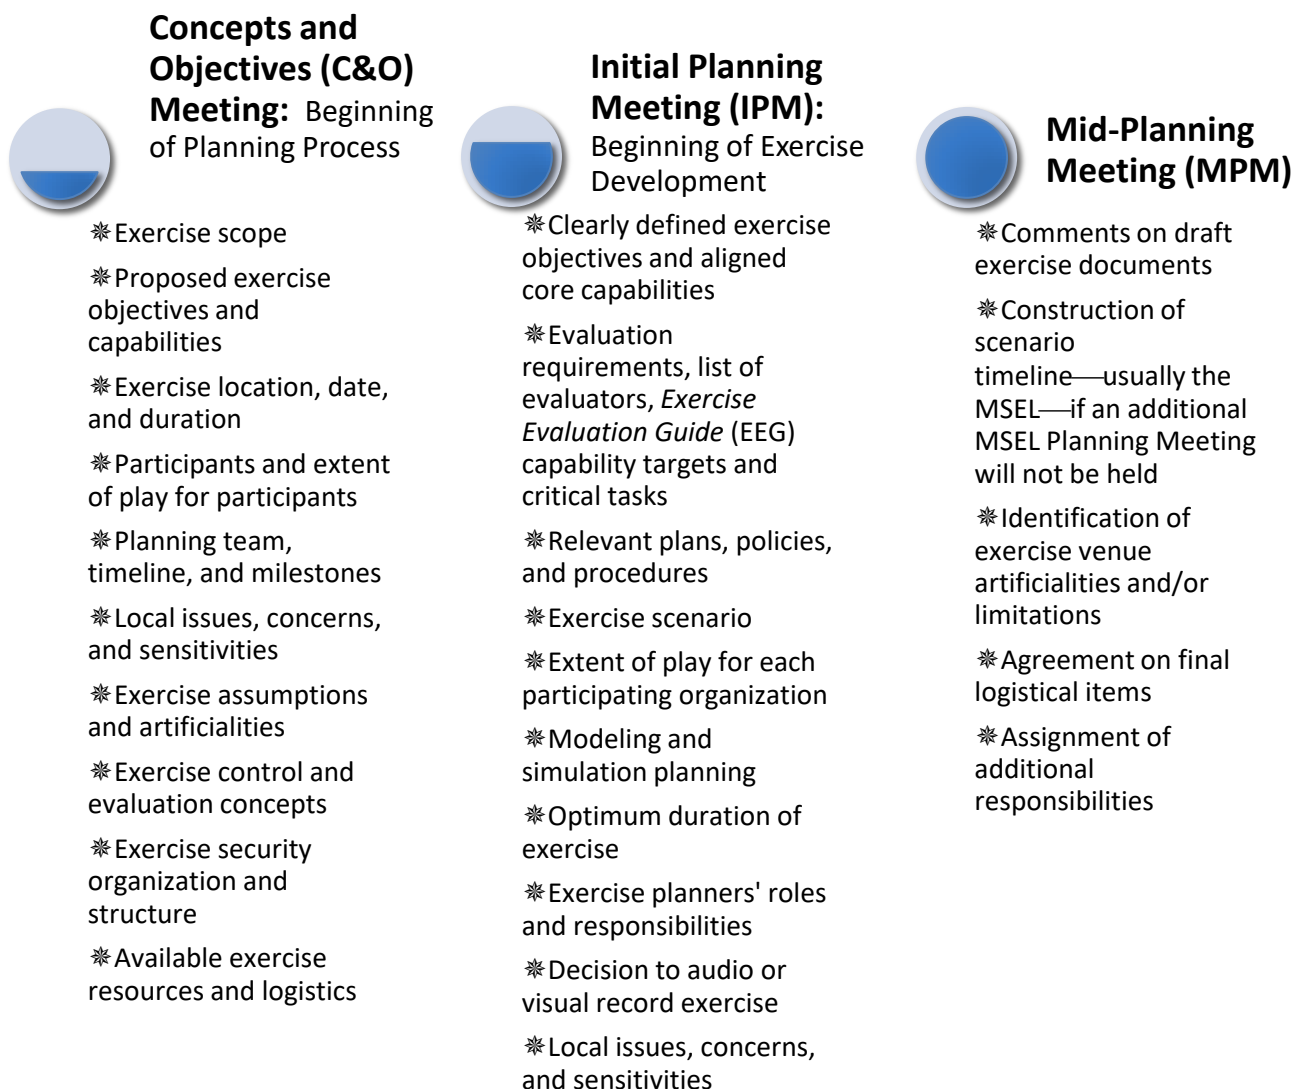 Concepts and
Objectives (C&O)
Meeting: Beginning
of Planning Process
✵Exercise scope
✵Proposed exercise
objectives and
capabilities
✵Exercise location, date,
and duration
✵Participants and extent
of play for participants
✵Planning team,
timeline, and milestones
✵Local issues, concerns,
and sensitivities
✵Exercise assumptions
and artificialities
✵Exercise control and
evaluation concepts
✵Exercise security
organization and
structure
✵Available exercise
resources and logistics
Initial Planning
Meeting (IPM):
Beginning of Exercise
Development
✵Clearly defined exercise
objectives and aligned
core capabilities
✵Evaluation
requirements, list of
evaluators, Exercise
Evaluation Guide (EEG)
capability targets and
critical tasks
✵Relevant plans, policies,
and procedures
✵Exercise scenario
✵Extent of play for each
participating organization
✵Modeling and
simulation planning
✵Optimum duration of
exercise
✵Exercise planners' roles
and responsibilities
✵Decision to audio or
visual record exercise
✵Local issues, concerns,
and sensitivities
Mid-Planning
Meeting (MPM)
✵Comments on draft
exercise documents
✵Construction of
scenario
timeline—usually the
MSEL—if an additional
MSEL Planning Meeting
will not be held
✵Identification of
exercise venue
artificialities and/or
limitations
✵Agreement on final
logistical items
✵Assignment of
additional
responsibilities